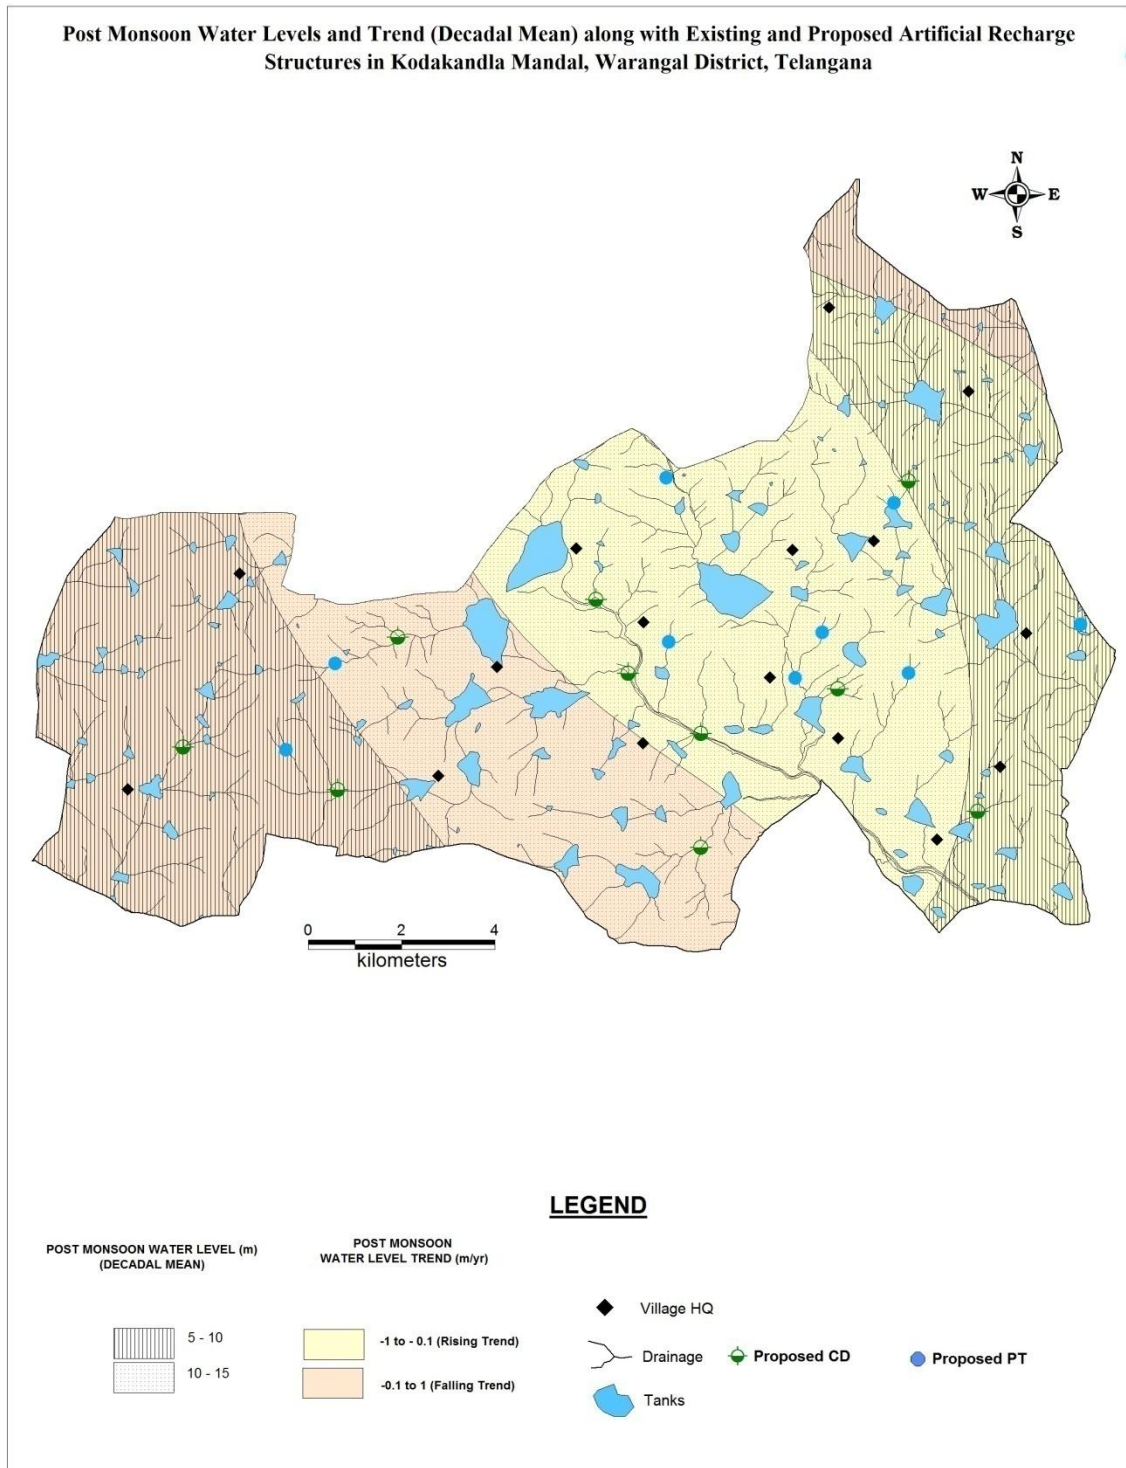 Post Monsoon Water Levels and Trend (Decadal Mean) along with Existing and Proposed Artificial Recharge
Structures in Kodakandla Mandal, Warangal District, Telangana
N
W E
S
0 2 4
kilometers
LEGEND
POST MONSOON WATER LEVEL (m)
(DECADAL MEAN)
5 - 10
10 - 15
POST MONSOON
WATER LEVEL TREND (m/yr)
-1 to - 0.1 (Rising Trend)
-0.1 to 1 (Falling Trend)
Village HQ
Drainage
Proposed CD
Proposed PT
Tanks